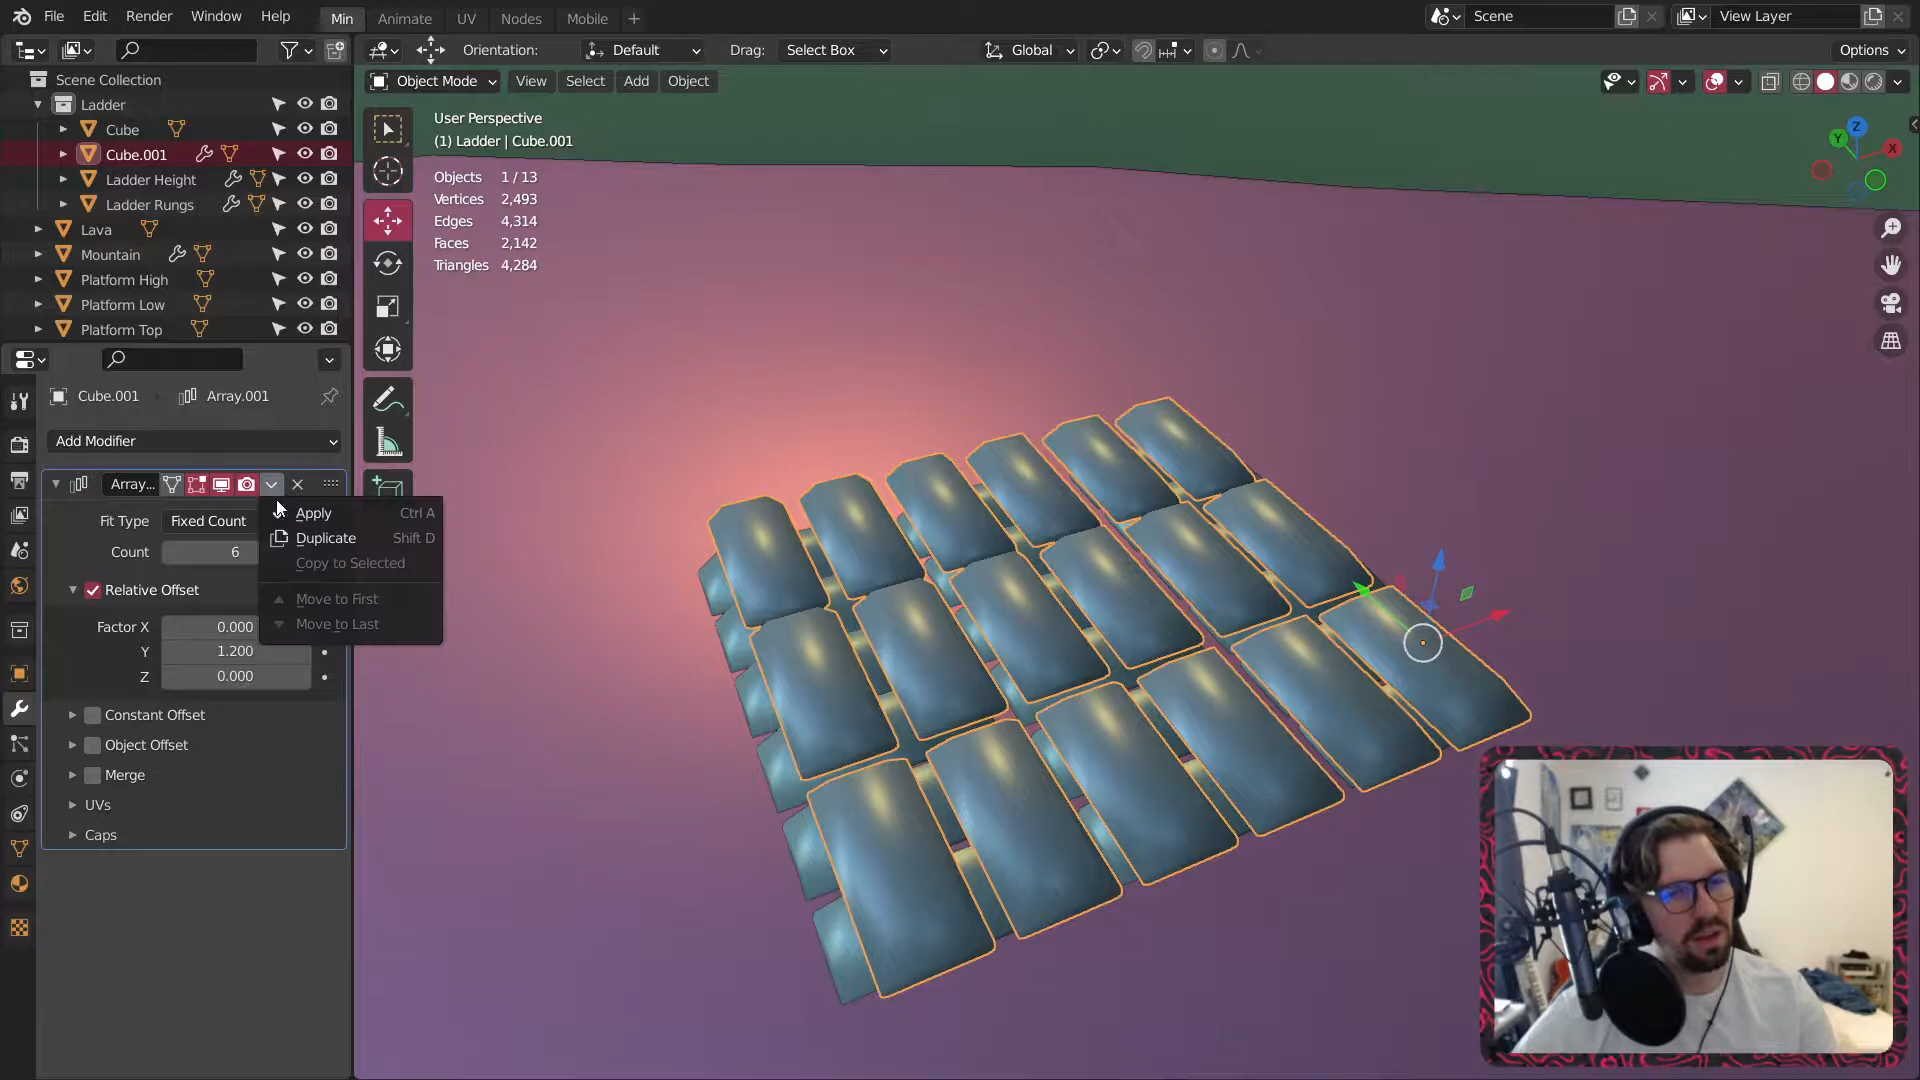 File Edit Render Window Help Min Animate UV Nodes Mobile
Scene View Layer
Orientation: Default Drag: Select Box Global Options
Object Mode View Select Add Object
Scene Collection
Ladder
Cube
Cube.001
Ladder Height
Ladder Rungs
Lava
Mountain
Platform High
Platform Low
Platform Top
User Perspective
(1) Ladder | Cube.001
Objects 1 / 13
Vertices 2,493
Edges 4,314
Faces 2,142
Triangles 4,284
Z
Y
X
Cube.001 Array.001
Add Modifier
Array...
Fit Type Fixed Count
Count 6
Relative Offset
Factor X 0.000
Y 1.200
Z 0.000
Constant Offset
Object Offset
Merge
UVs
Caps
Apply Ctrl A
Duplicate Shift D
Copy to Selected
Move to First
Move to Last